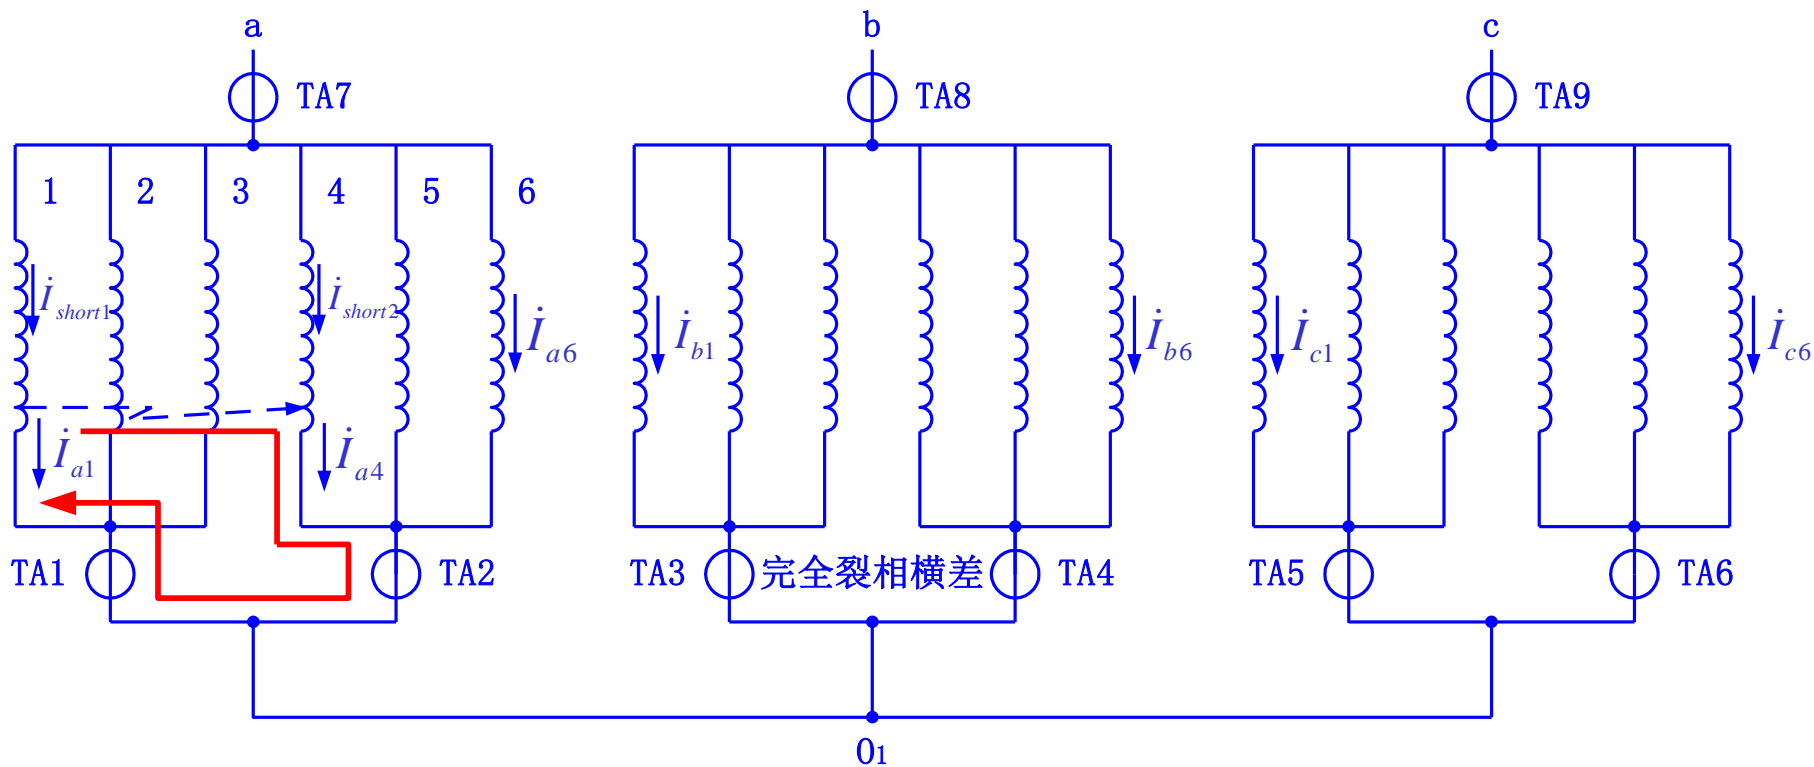 a b c
TA7 TA8 TA9
1 2 3 4 5 6
İshort1 İshort2 İa6 İb1 İb6 İc1 İc6
İa1 İa4
TA1 TA2 TA3 完全裂相横差 TA4 TA5 TA6
O1